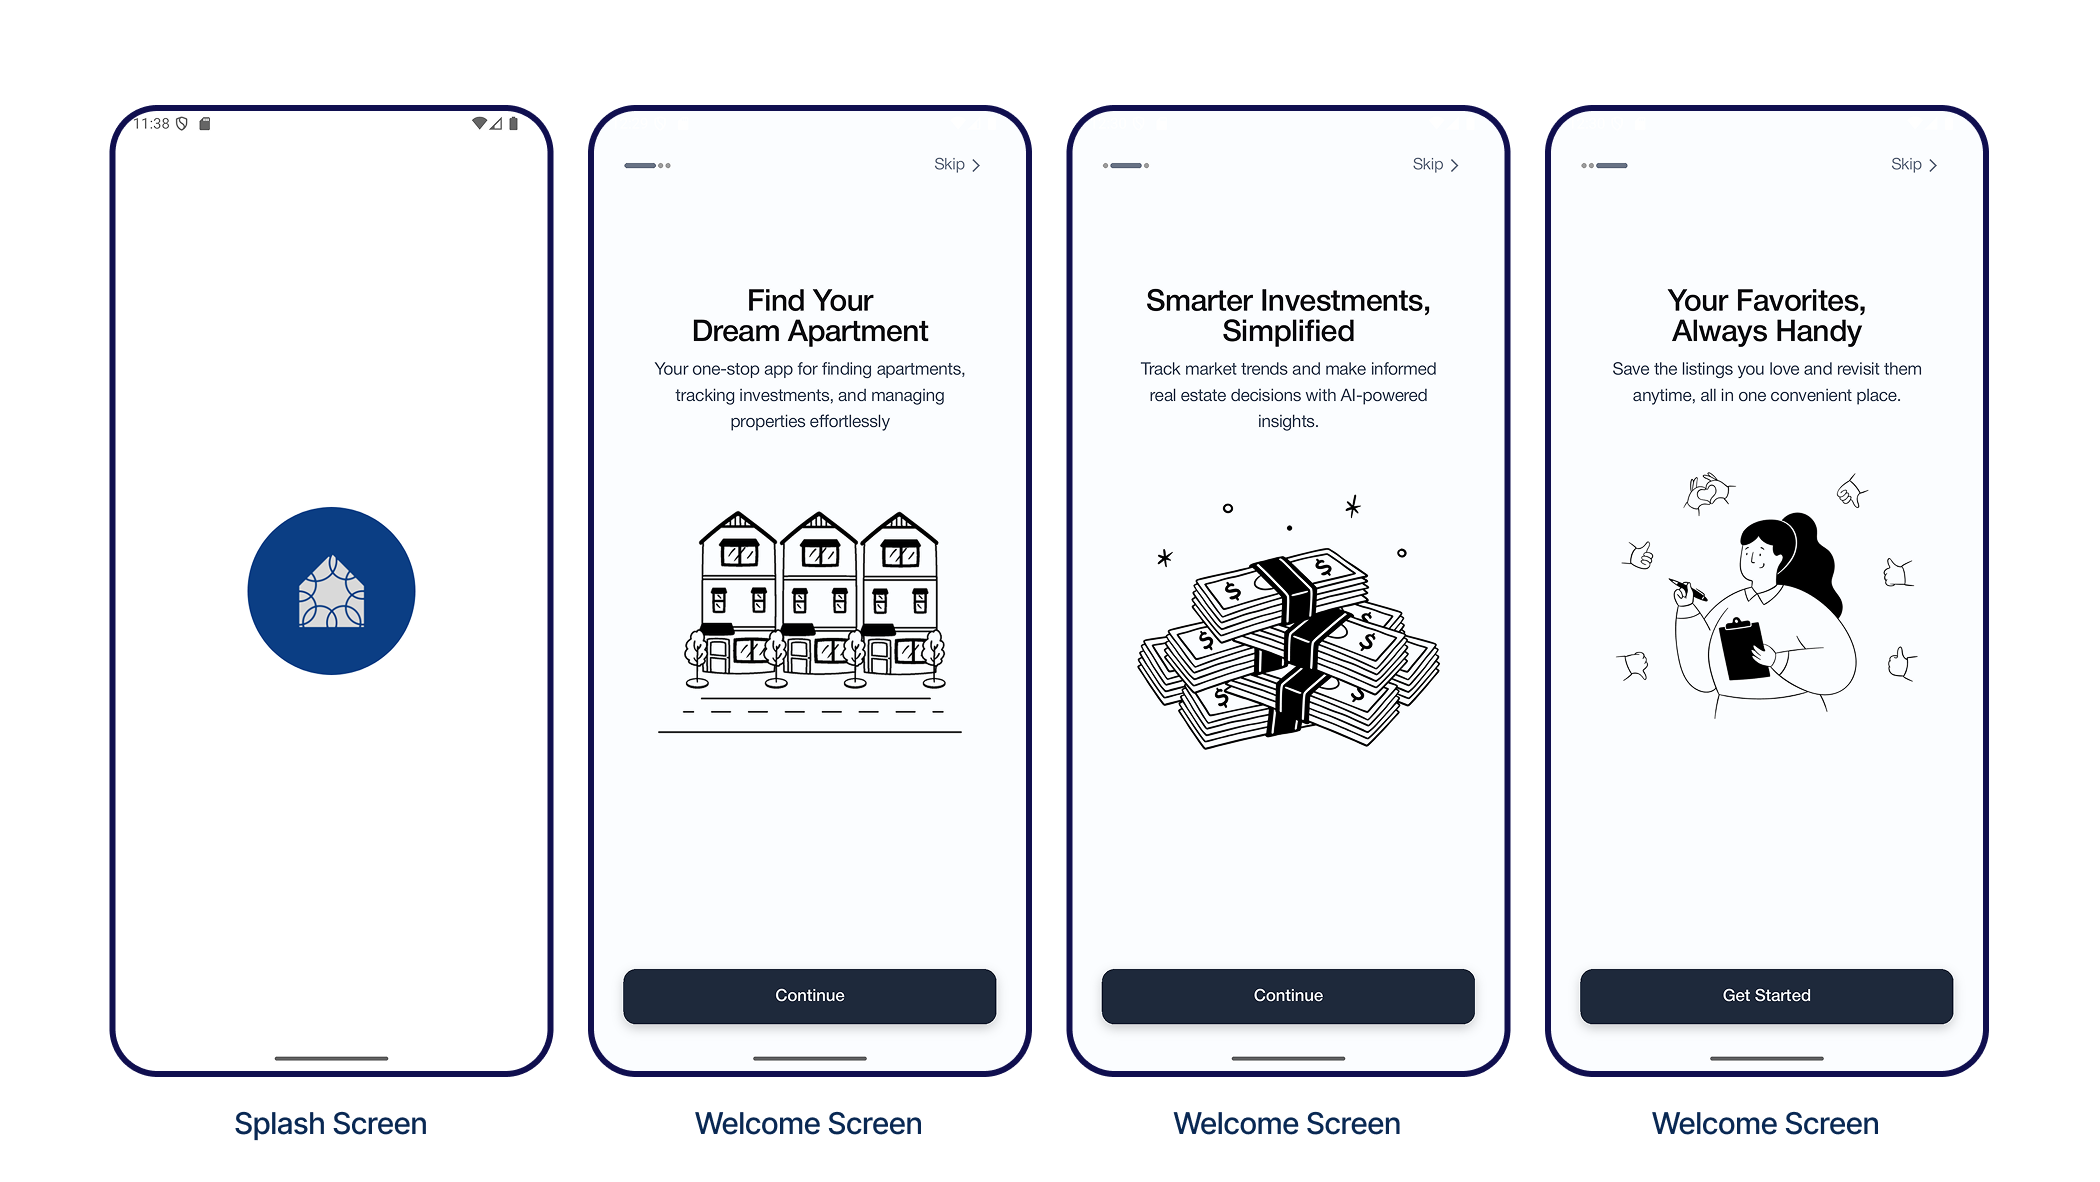 11:38
Splash Screen
Skip
Find Your
Dream Apartment
Your one-stop app for finding apartments,
tracking investments, and managing
properties effortlessly
Continue
Welcome Screen
Skip
Smarter Investments,
Simplified
Track market trends and make informed
real estate decisions with AI-powered
insights.
$
$
$
$
$
$
$
Continue
Welcome Screen
Skip
Your Favorites,
Always Handy
Save the listings you love and revisit them
anytime, all in one convenient place.
Get Started
Welcome Screen